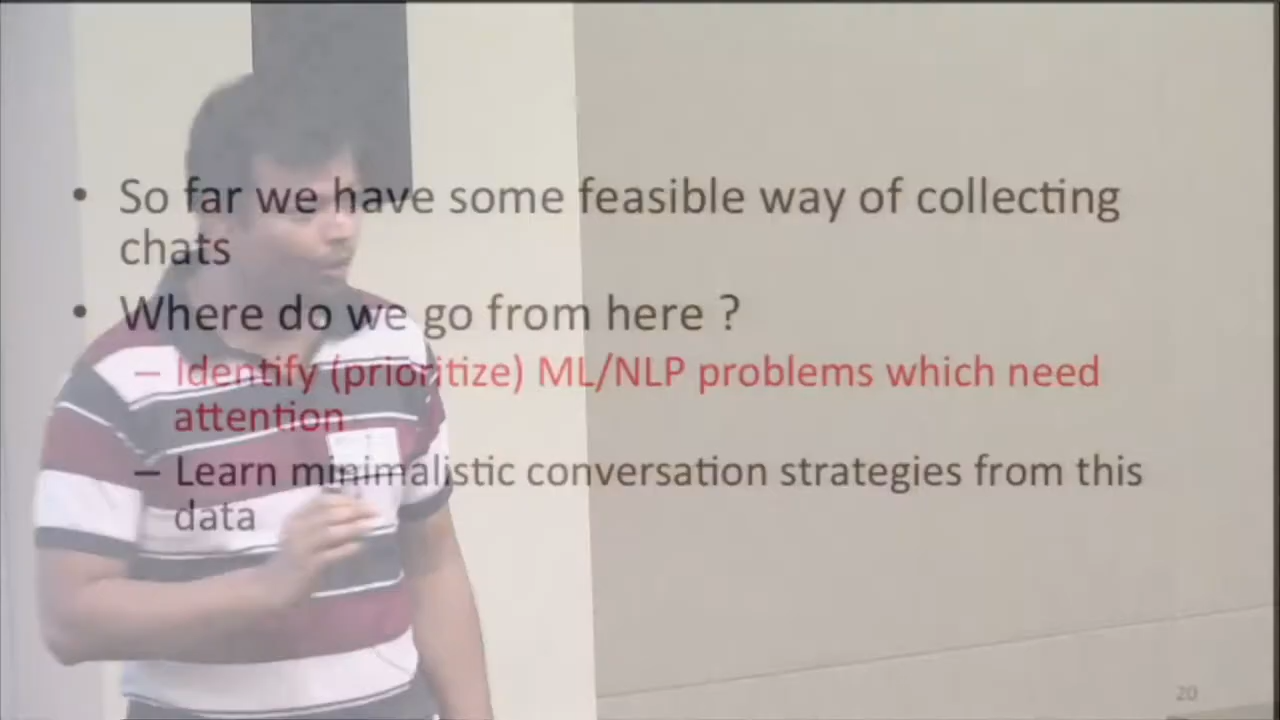 • So far we have some feasible way of collecting
chats
• Where do we go from here ?
– Identify (prioritize) ML/NLP problems which need
attention
– Learn minimalistic conversation strategies from this
data
20